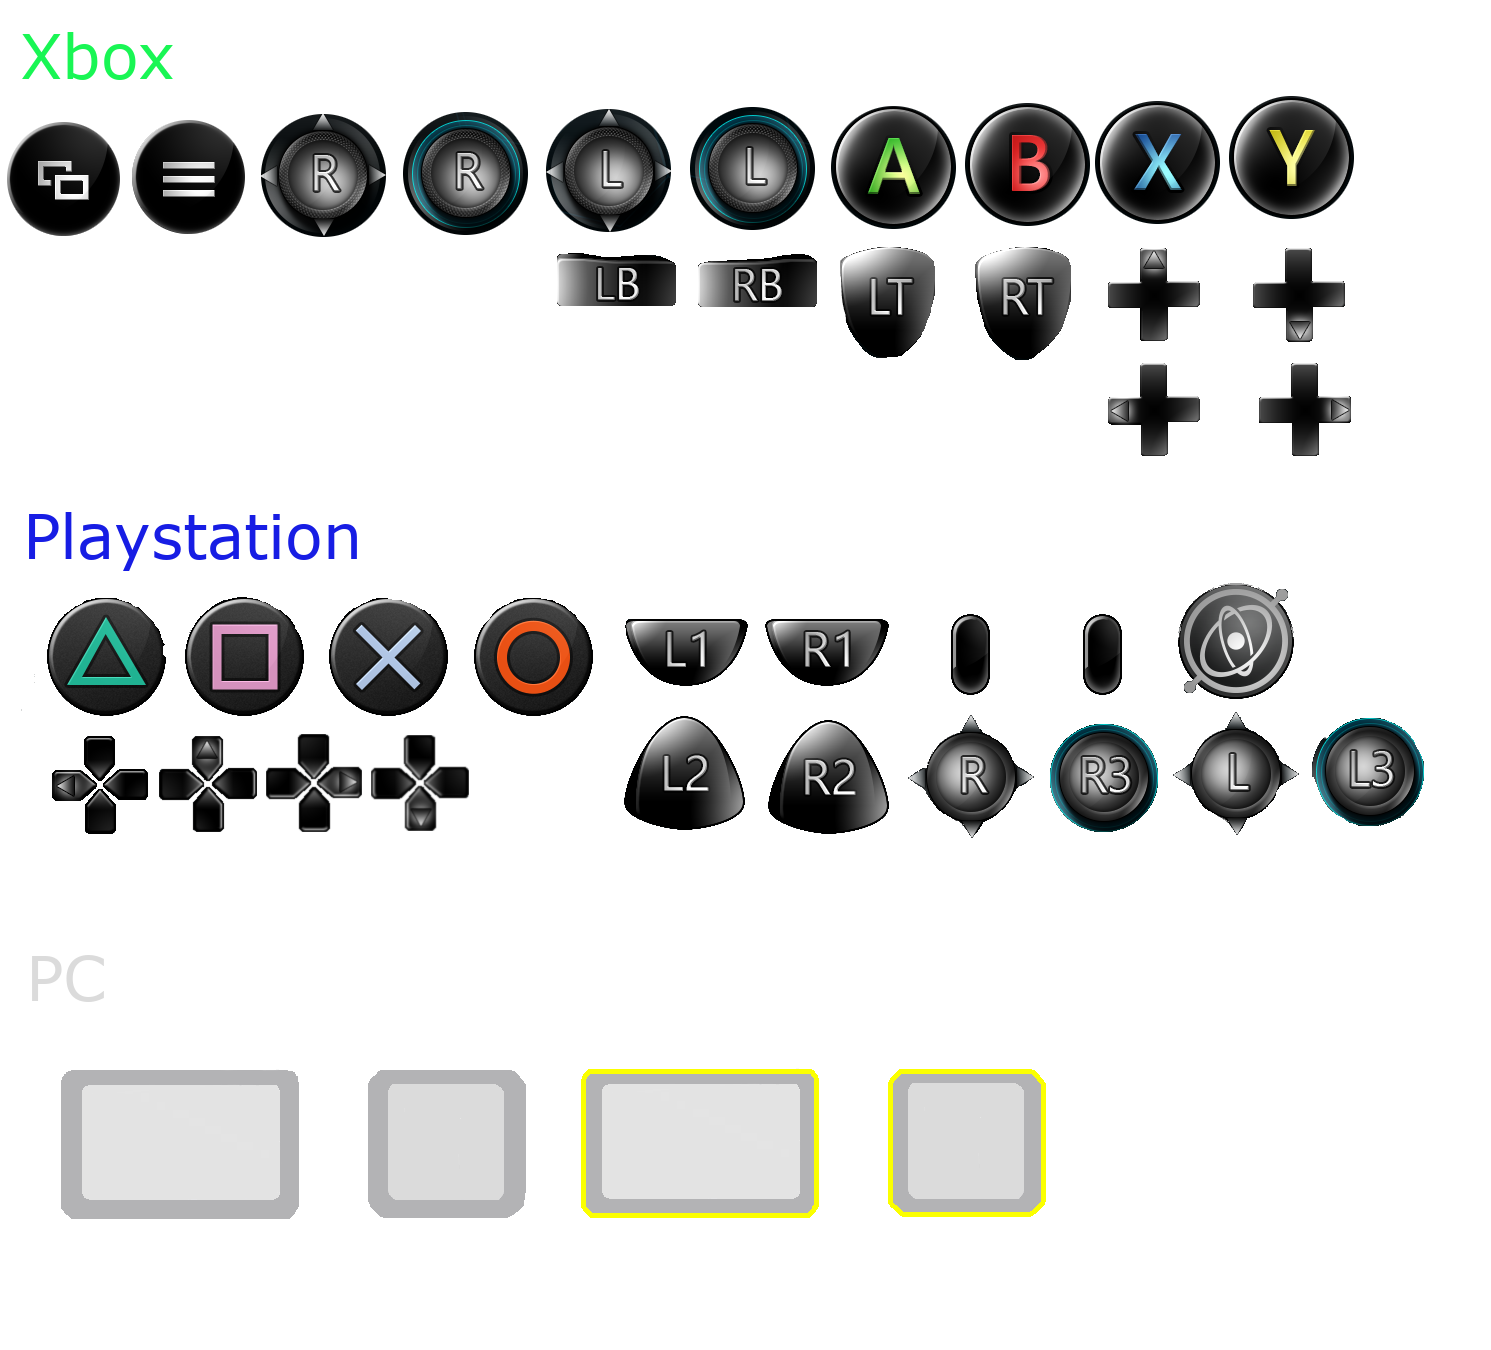 Xbox
R R L L A B X Y
LB RB LT RT
Playstation
L1 R1
L2 R2 R R3 L L3
PC